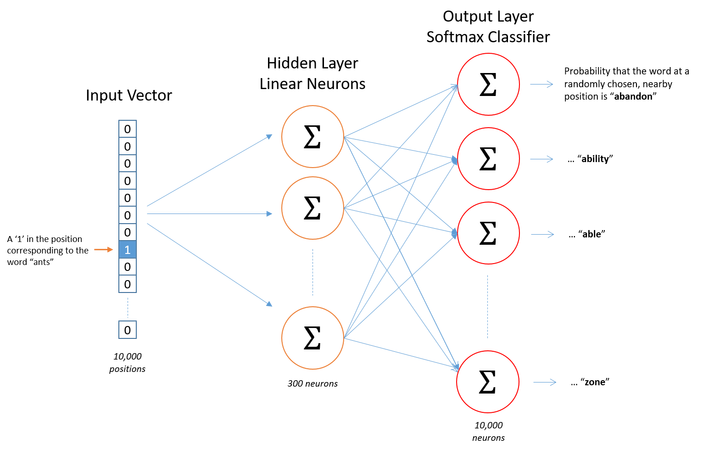 Output Layer
Softmax Classifier
Hidden Layer
Linear Neurons
Input Vector
0
0
0
0
0
0
0
1
0
0
0
A ‘1’ in the position
corresponding to the
word “ants”
10,000
positions
Σ
Σ
Σ
300 neurons
Σ
Σ
Σ
Σ
10,000
neurons
Probability that the word at a
randomly chosen, nearby
position is “abandon”
... “ability”
... “able”
... “zone”